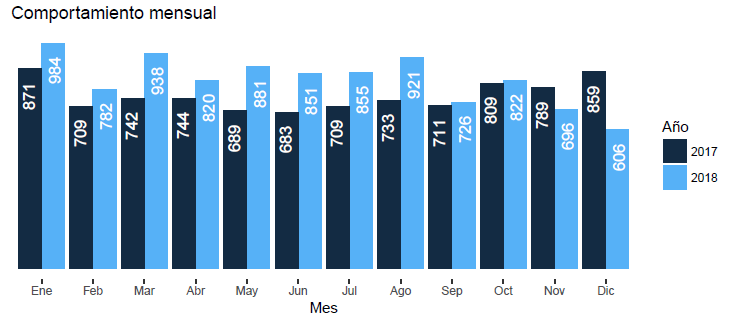 Comportamiento mensual
871 984 709 782 742 938 744 820 689 881 683 851 709 855 733 921 711 726 809 822 789 696 859 606
Ene Feb Mar Abr May Jun Jul Ago Sep Oct Nov Dic
Mes
Año
2017
2018